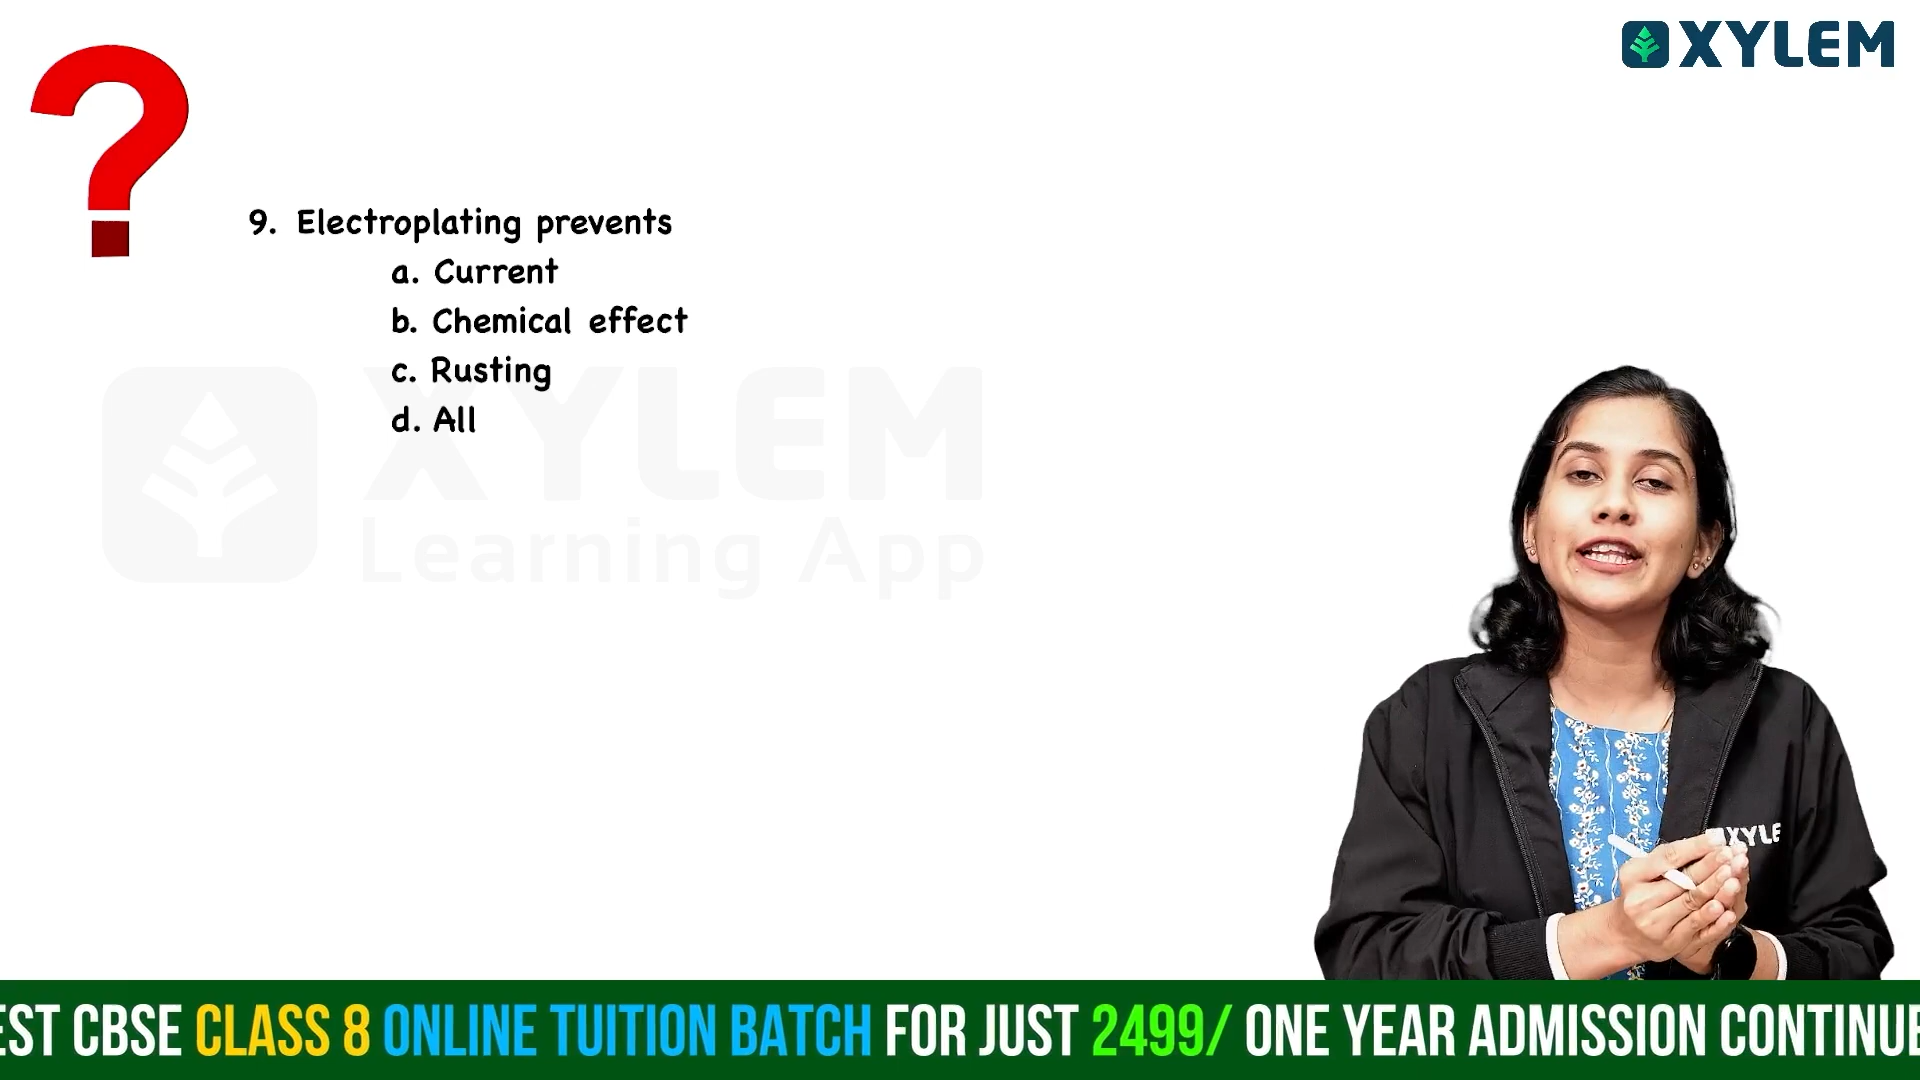 XYLEM
9. Electroplating prevents
a. Current
b. Chemical effect
c. Rusting
d. All
XYLEM
Learning App
XYLE
EST CBSE CLASS 8 ONLINE TUITION BATCH FOR JUST 2499/ ONE YEAR ADMISSION CONTINUE